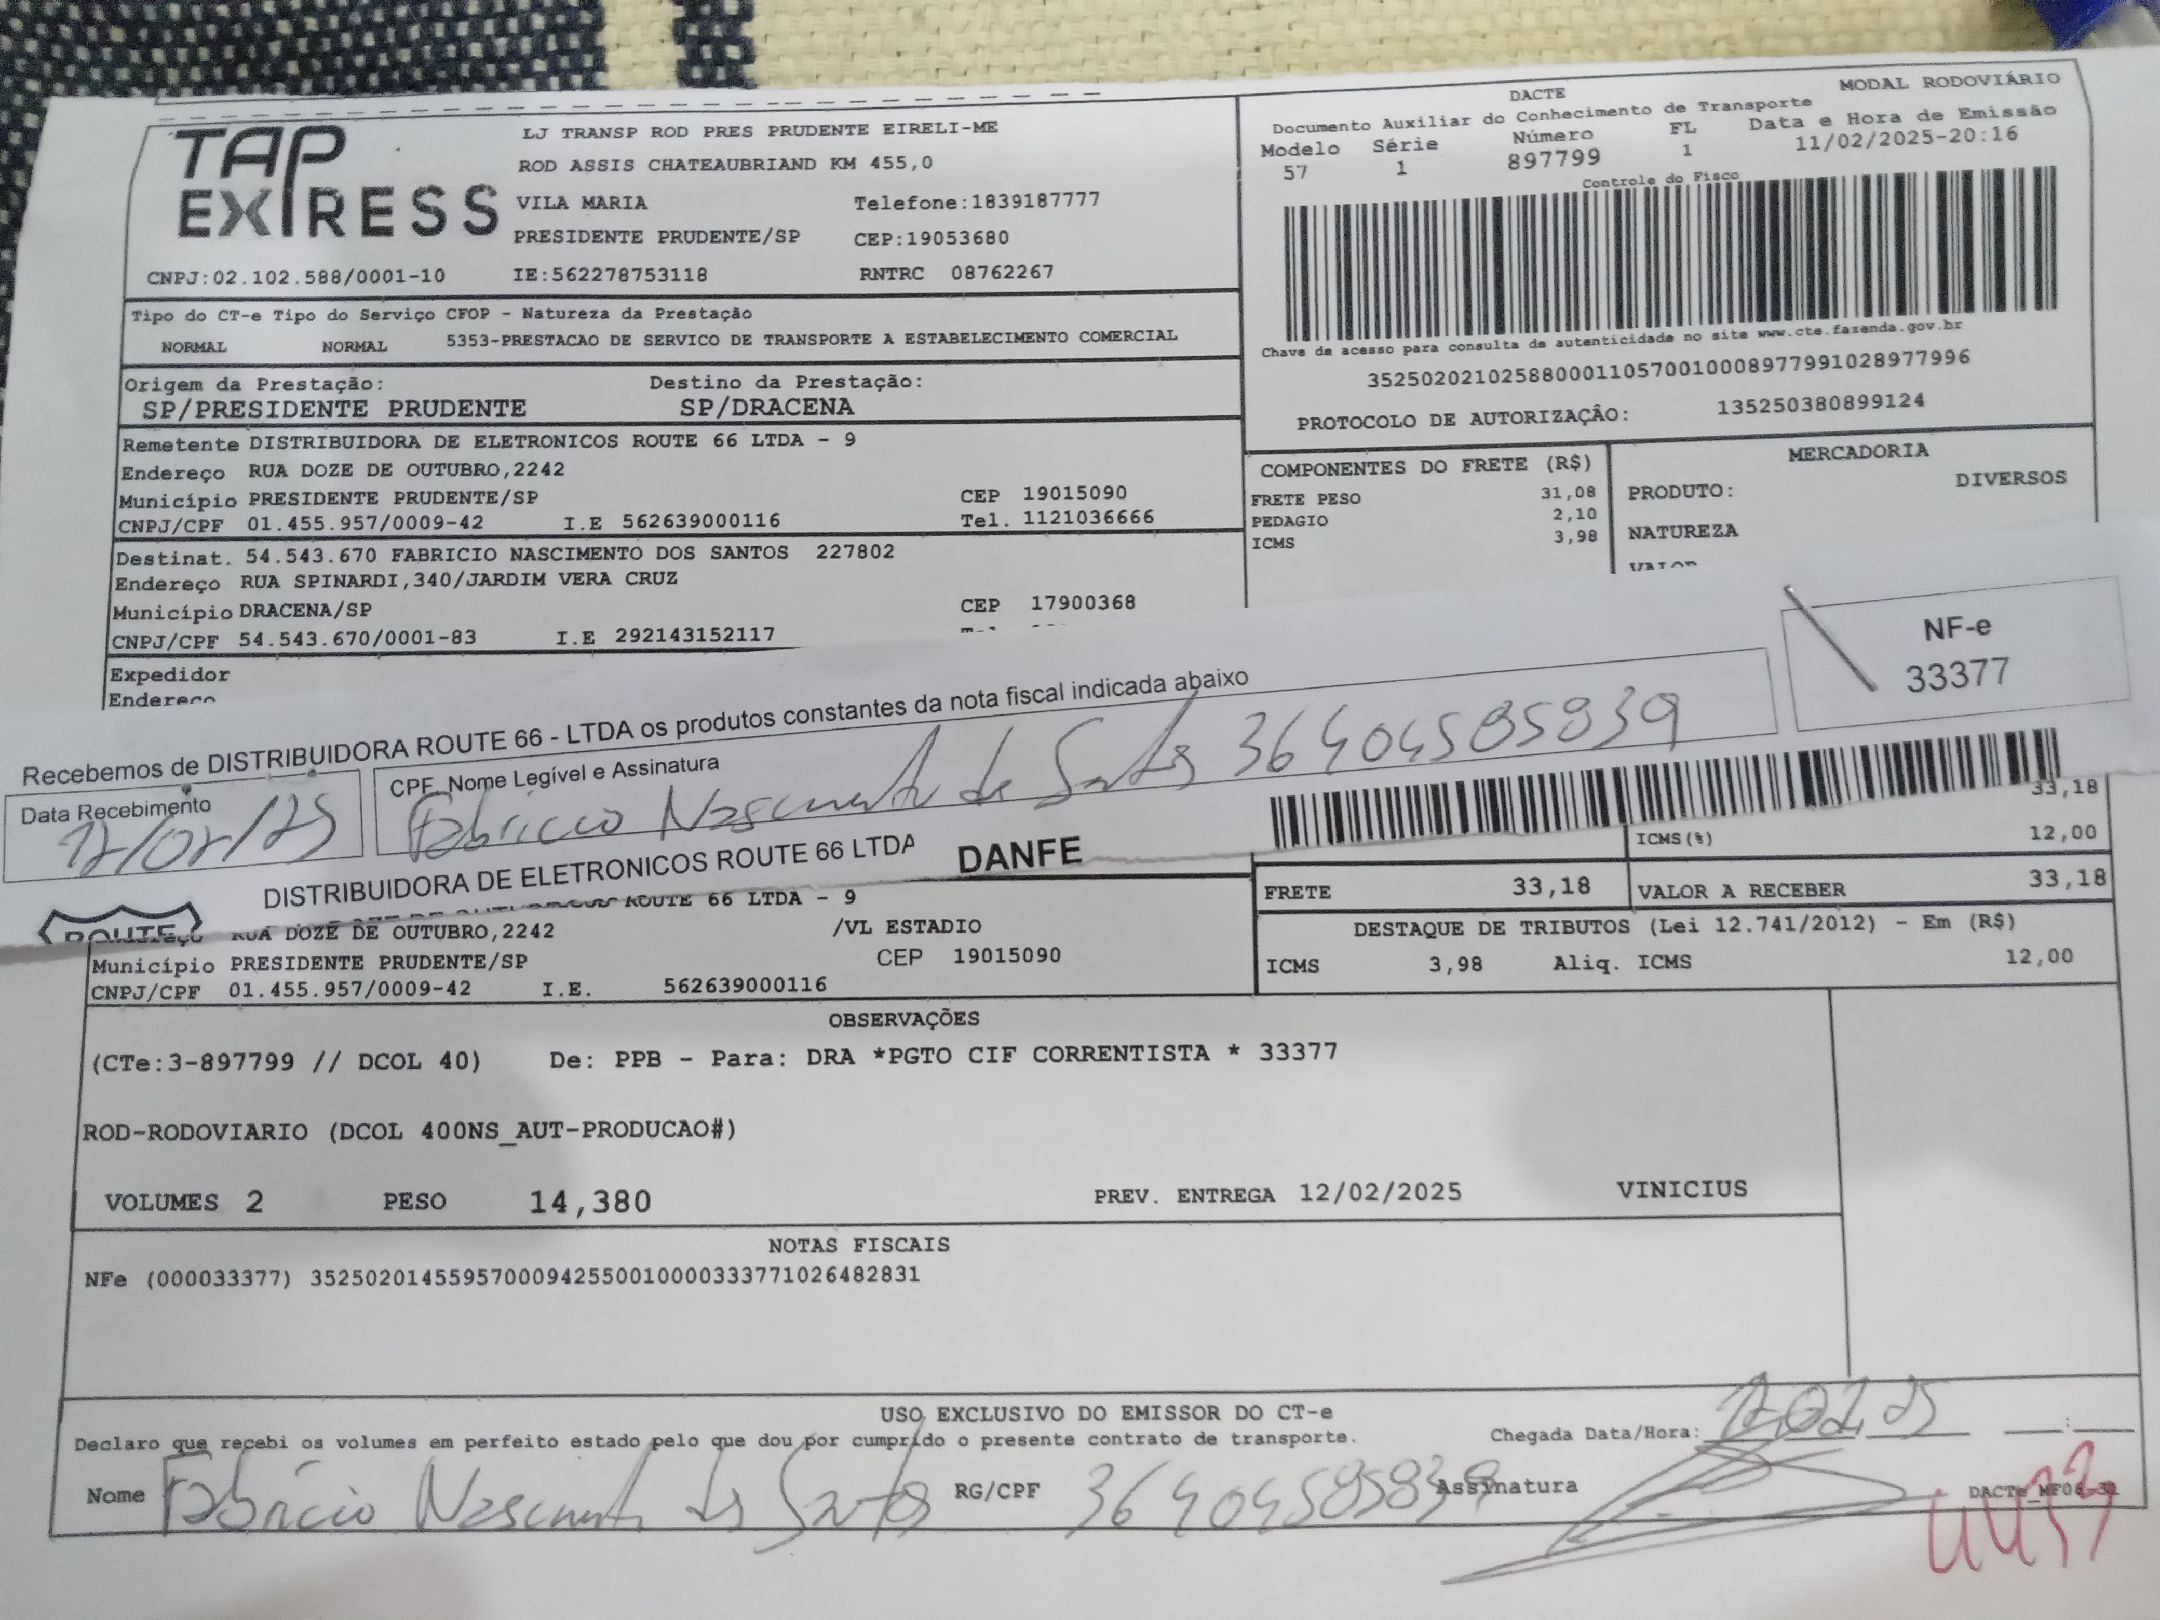 TAP
EXPRESS
LJ TRANSP ROD PRES PRUDENTE EIRELI-ME
ROD ASSIS CHATEAUBRIAND KM 455,0
VILA MARIA Telefone:1839187777
PRESIDENTE PRUDENTE/SP CEP:19053680
CNPJ:02.102.588/0001-10 IE:562278753118 RNTRC 08762267
DACTE MODAL RODOVIÁRIO
Documento Auxiliar do Conhecimento de Transporte
Modelo Série Número FL Data e Hora de Emissão
57 1 897799 1 11/02/2025-20:16
Controle do Fisco
Chave de acesso para consulta de autenticidade no site www.cte.fazenda.gov.br
35250202102588000110570010008977991028977996
PROTOCOLO DE AUTORIZAÇÂO: 135250380899124
Tipo do CT-e Tipo do Serviço CFOP - Natureza da Prestação
NORMAL NORMAL 5353-PRESTACAO DE SERVICO DE TRANSPORTE A ESTABELECIMENTO COMERCIAL
Origem da Prestação: Destino da Prestação:
SP/PRESIDENTE PRUDENTE SP/DRACENA
Remetente DISTRIBUIDORA DE ELETRONICOS ROUTE 66 LTDA - 9
Endereço RUA DOZE DE OUTUBRO,2242
Município PRESIDENTE PRUDENTE/SP CEP 19015090
CNPJ/CPF 01.455.957/0009-42 I.E 562639000116 Tel. 1121036666
Destinat. 54.543.670 FABRICIO NASCIMENTO DOS SANTOS 227802
Endereço RUA SPINARDI,340/JARDIM VERA CRUZ
Município DRACENA/SP CEP 17900368
CNPJ/CPF 54.543.670/0001-83 I.E 292143152117
Expedidor
Endereço
COMPONENTES DO FRETE (R$)
FRETE PESO 31,08
PEDAGIO 2,10
ICMS 3,98
MERCADORIA
PRODUTO: DIVERSOS
NATUREZA
VALOR
NF-e
33377
Recebemos de DISTRIBUIDORA ROUTE 66 - LTDA os produtos constantes da nota fiscal indicada abaixo
Data Recebimento
12/02/25
CPF, Nome Legível e Assinatura
Fabricio Nascimento dos Santos 36404585839
DISTRIBUIDORA DE ELETRONICOS ROUTE 66 LTDA DANFE
ROUTE
33,18
ICMS(%) 12,00
FRETE 33,18 VALOR A RECEBER 33,18
DESTAQUE DE TRIBUTOS (Lei 12.741/2012) - Em (R$)
ICMS 3,98 Aliq. ICMS 12,00
ROUTE 66 LTDA - 9
RUA DOZE DE OUTUBRO,2242 /VL ESTADIO
Município PRESIDENTE PRUDENTE/SP CEP 19015090
CNPJ/CPF 01.455.957/0009-42 I.E. 562639000116
OBSERVAÇÕES
(CTe:3-897799 // DCOL 40) De: PPB - Para: DRA *PGTO CIF CORRENTISTA * 33377
ROD-RODOVIARIO (DCOL 400NS_AUT-PRODUCAO#)
VOLUMES 2 PESO 14,380 PREV. ENTREGA 12/02/2025 VINICIUS
NOTAS FISCAIS
NFe (000033377) 35250201455957000942550010000333771026482831
USO EXCLUSIVO DO EMISSOR DO CT-e
Declaro que recebi os volumes em perfeito estado pelo que dou por cumprido o presente contrato de transporte. Chegada Data/Hora: 12 02 25
Nome Fabricio Nascimento dos Santos RG/CPF 36404585839 Assinatura